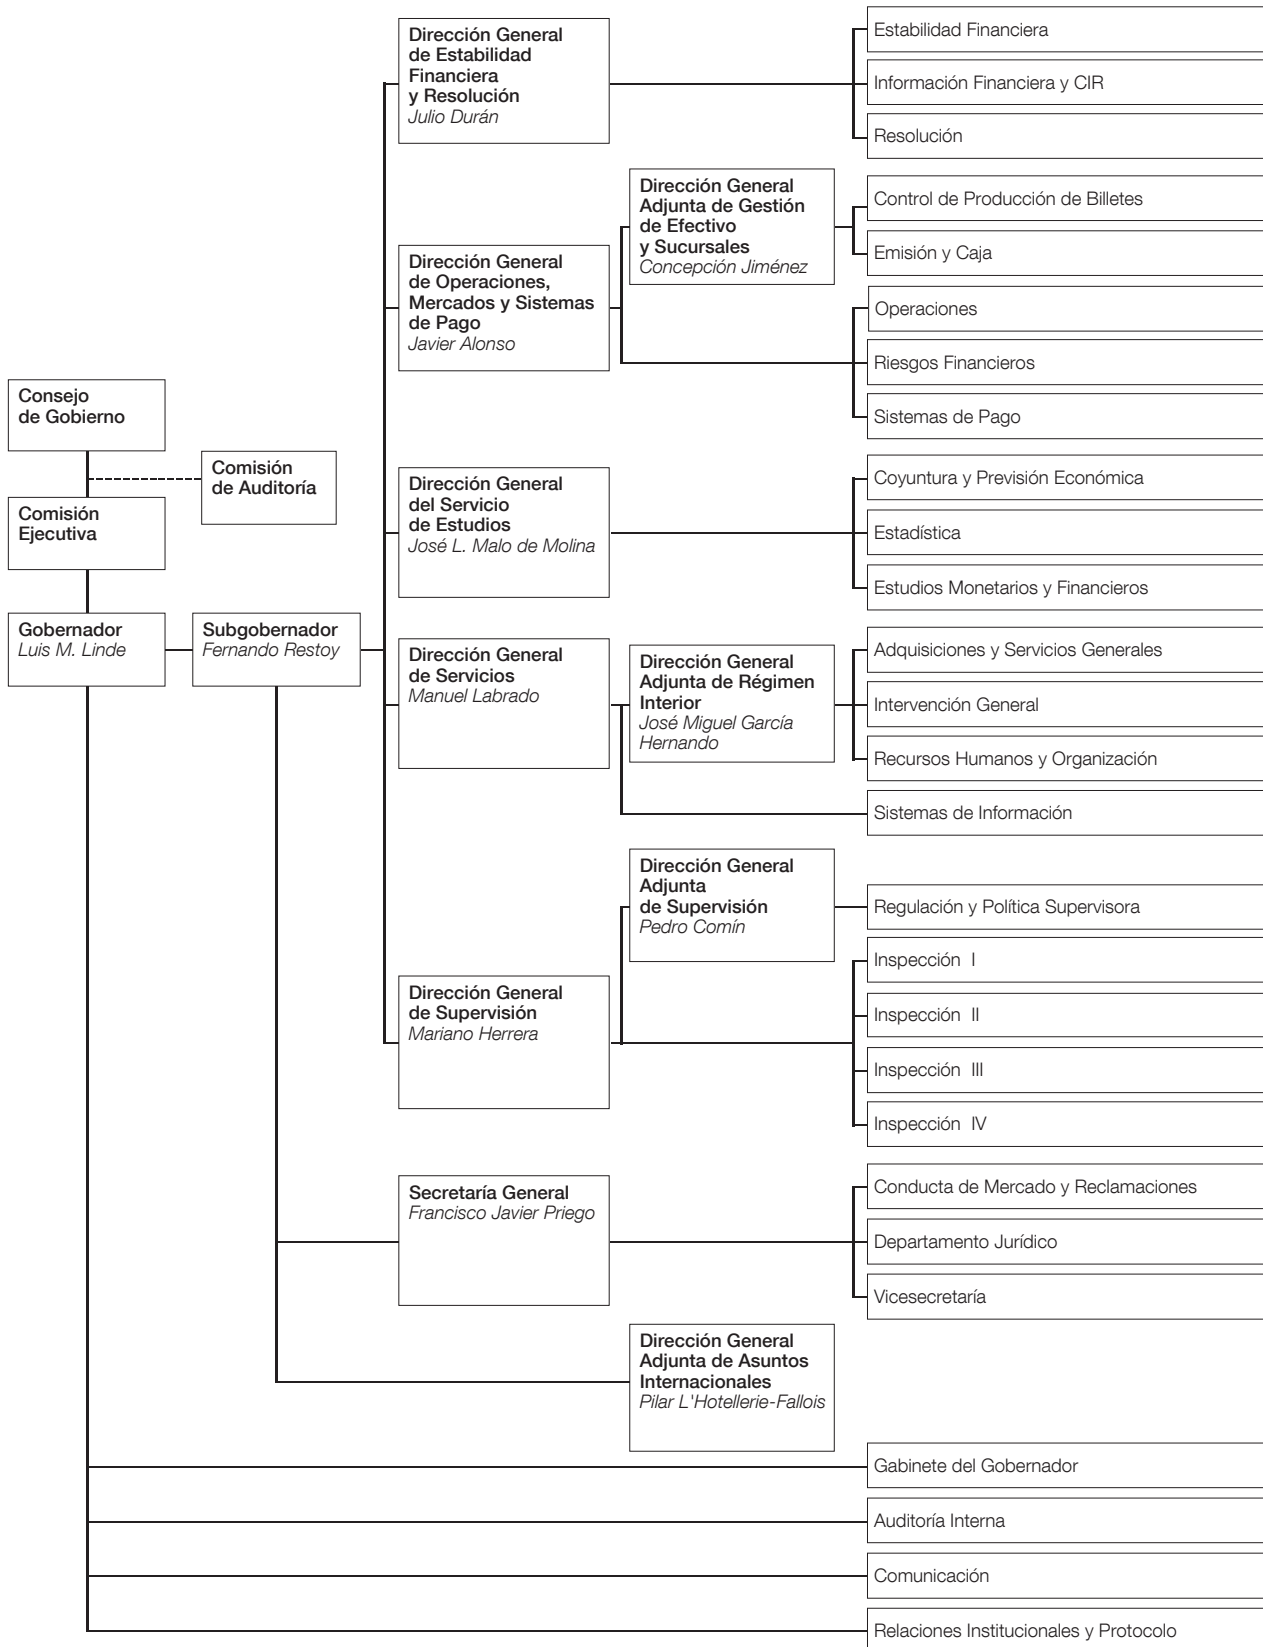 Dirección General
de Estabilidad
Financiera
y Resolución
Julio Durán
Estabilidad Financiera
Información Financiera y CIR
Resolución
Dirección General
de Operaciones,
Mercados y Sistemas
de Pago
Javier Alonso
Dirección General
Adjunta de Gestión
de Efectivo
y Sucursales
Concepción Jiménez
Control de Producción de Billetes
Emisión y Caja
Operaciones
Riesgos Financieros
Sistemas de Pago
Consejo
de Gobierno
Comisión
de Auditoría
Comisión
Ejecutiva
Gobernador
Luis M. Linde
Subgobernador
Fernando Restoy
Dirección General
del Servicio
de Estudios
José L. Malo de Molina
Coyuntura y Previsión Económica
Estadística
Estudios Monetarios y Financieros
Dirección General
de Servicios
Manuel Labrado
Dirección General
Adjunta de Régimen
Interior
José Miguel García
Hernando
Adquisiciones y Servicios Generales
Intervención General
Recursos Humanos y Organización
Sistemas de Información
Dirección General
Adjunta
de Supervisión
Pedro Comín
Regulación y Política Supervisora
Dirección General
de Supervisión
Mariano Herrera
Inspección I
Inspección II
Inspección III
Inspección IV
Secretaría General
Francisco Javier Priego
Conducta de Mercado y Reclamaciones
Departamento Jurídico
Vicesecretaría
Dirección General
Adjunta de Asuntos
Internacionales
Pilar L'Hotellerie-Fallois
Gabinete del Gobernador
Auditoría Interna
Comunicación
Relaciones Institucionales y Protocolo